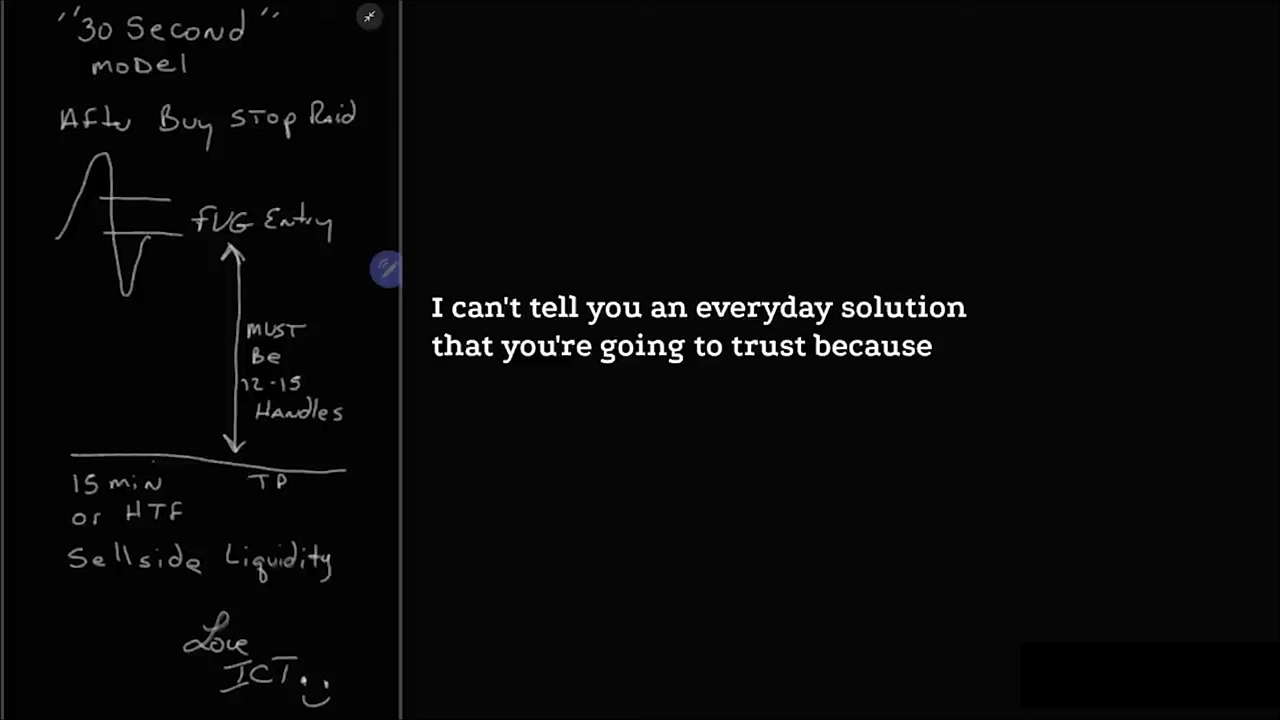 "30 Second"
model
After Buy Stop Raid
FVG Entry
MUST
Be
12-15
HANdles
15 min
or HTF
TP
Sellside Liquidity
Love
ICT
I can't tell you an everyday solution
that you're going to trust because